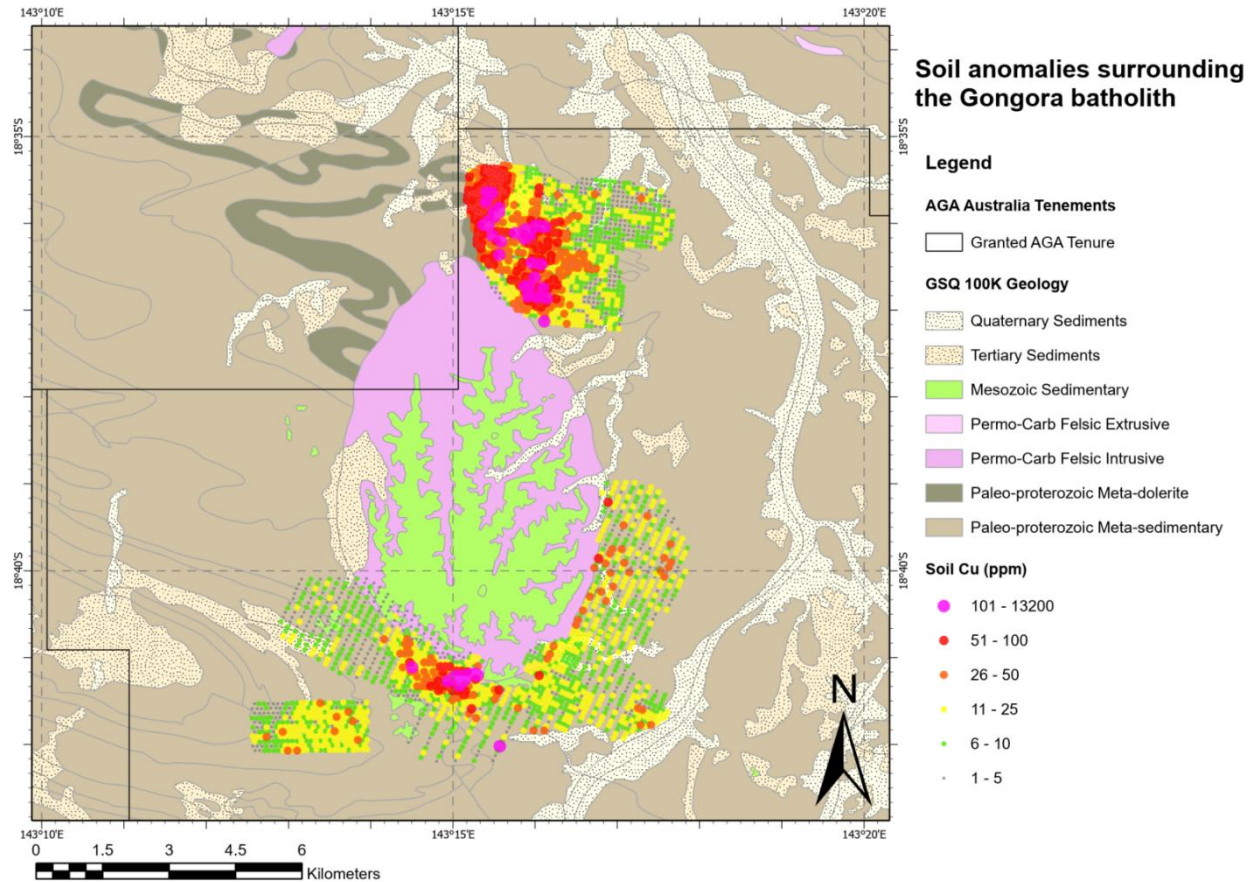 143°10'E
143°15'E
143°20'E
18°35'S
18°35'S
18°40'S
18°40'S
N
143°10'E
143°15'E
143°20'E
0 1.5 3 4.5 6
Kilometers
Soil anomalies surrounding
the Gongora batholith
Legend
AGA Australia Tenements
Granted AGA Tenure
GSQ 100K Geology
Quaternary Sediments
Tertiary Sediments
Mesozoic Sedimentary
Permo-Carb Felsic Extrusive
Permo-Carb Felsic Intrusive
Paleo-proterozoic Meta-dolerite
Paleo-proterozoic Meta-sedimentary
Soil Cu (ppm)
101 - 13200
51 - 100
26 - 50
11 - 25
6 - 10
1 - 5